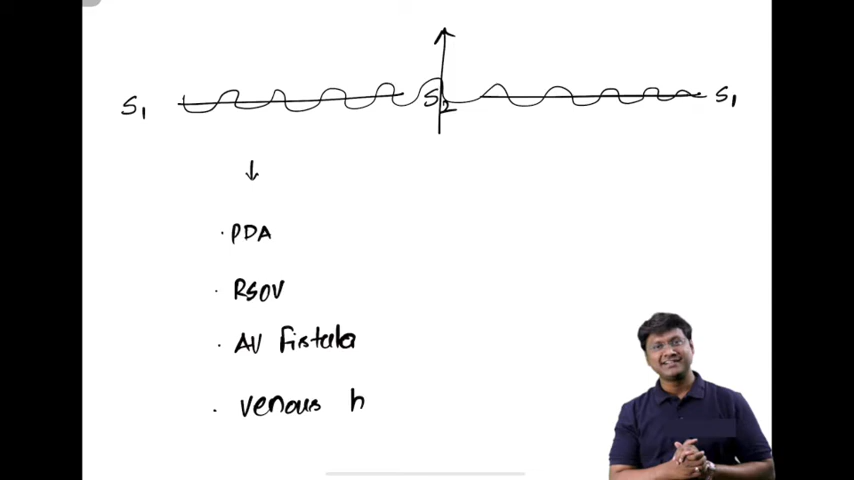 S1 S2 S1
· PDA
· RSOV
· AV Fistula
· venous h